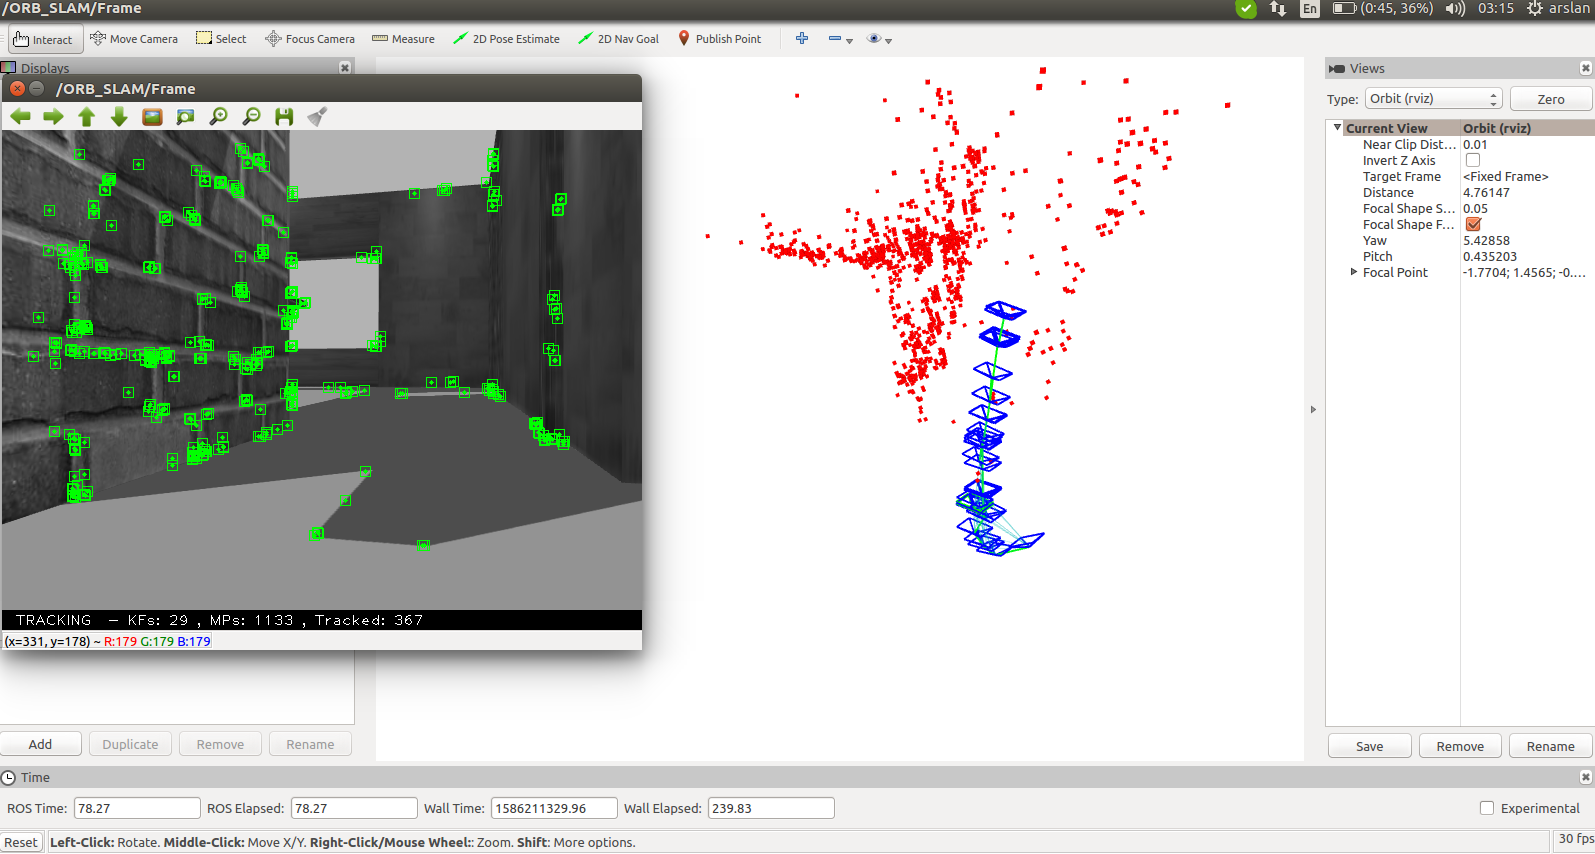 /ORB_SLAM/Frame
En
(0:45, 36%)
03:15
arslan
Interact
Move Camera
Select
Focus Camera
Measure
2D Pose Estimate
2D Nav Goal
Publish Point
Displays
/ORB_SLAM/Frame
TRACKING – KFs: 29 , MPs: 1133 , Tracked: 367
(x=331, y=178) ~ R:179 G:179 B:179
Add
Duplicate
Remove
Rename
Views
Type:
Orbit (rviz)
Zero
Current View Orbit (rviz)
Near Clip Dist... 0.01
Invert Z Axis
Target Frame <Fixed Frame>
Distance 4.76147
Focal Shape S... 0.05
Focal Shape F...
Yaw 5.42858
Pitch 0.435203
Focal Point -1.7704; 1.4565; -0....
Save
Remove
Rename
Time
ROS Time: 78.27
ROS Elapsed: 78.27
Wall Time: 1586211329.96
Wall Elapsed: 239.83
Experimental
Reset
Left-Click: Rotate. Middle-Click: Move X/Y. Right-Click/Mouse Wheel:: Zoom. Shift: More options.
30 fps